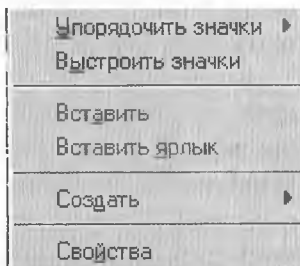 Упорядочить значки
Выстроить значки
Вставить
Вставить ярлык
Создать
Свойства